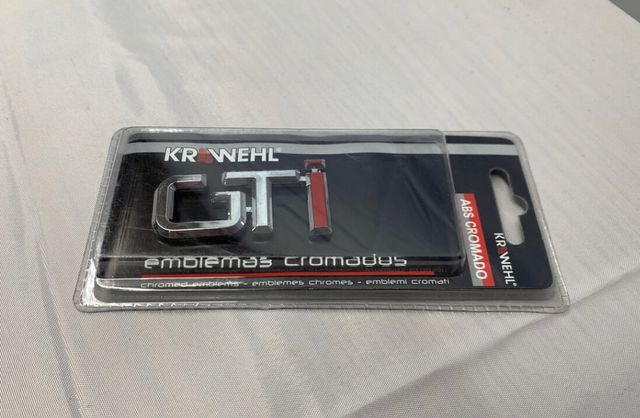 KRAWEHL®
GTi
emblemas cromados
chromed emblems - emblemes chromes - emblemi cromati
ABS CROMADO
KRAWEHL®